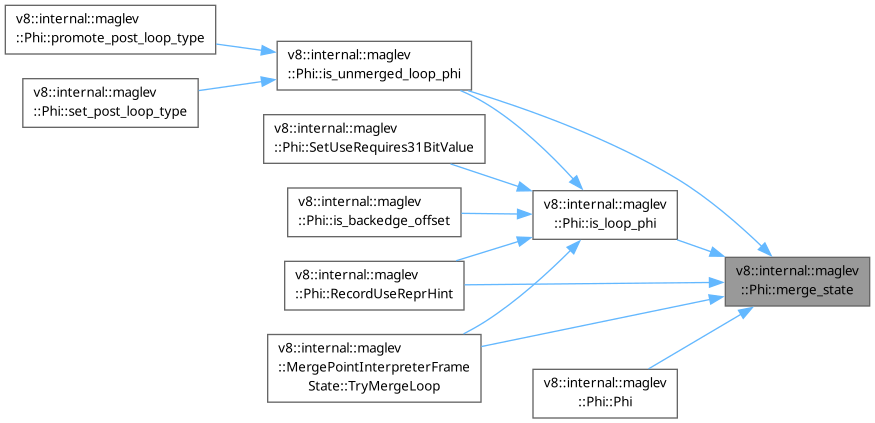 v8::internal::maglev
::Phi::promote_post_loop_type
v8::internal::maglev
::Phi::is_unmerged_loop_phi
v8::internal::maglev
::Phi::set_post_loop_type
v8::internal::maglev
::Phi::SetUseRequires31BitValue
v8::internal::maglev
::Phi::is_backedge_offset
v8::internal::maglev
::Phi::is_loop_phi
v8::internal::maglev
::Phi::RecordUseReprHint
v8::internal::maglev
::Phi::merge_state
v8::internal::maglev
::MergePointInterpreterFrame
State::TryMergeLoop
v8::internal::maglev
::Phi::Phi